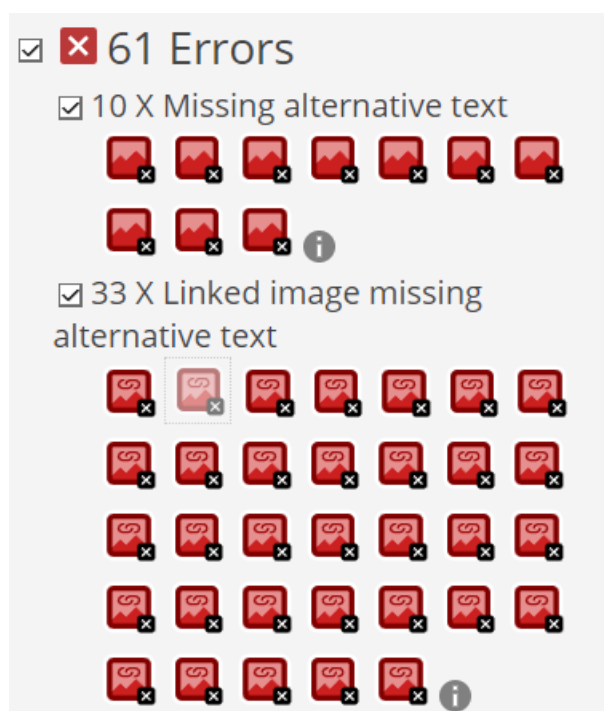 61 Errors
10 X Missing alternative text
33 X Linked image missing
alternative text